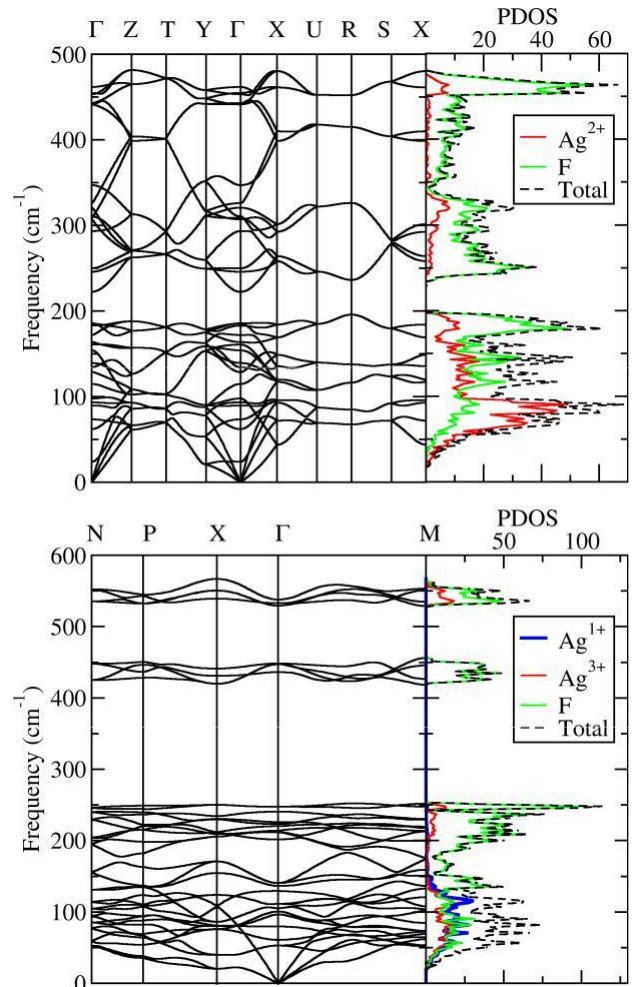 Γ Z T Y Γ X U R S X
PDOS
20 40 60
500
400
300
200
100
0
Frequency (cm⁻¹)
Ag²⁺
F
Total
N P X Γ M
PDOS
50 100
600
500
400
300
200
100
0
Frequency (cm⁻¹)
Ag¹⁺
Ag³⁺
F
Total